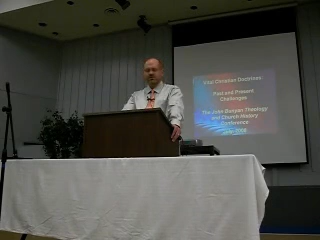 Vital Christian Doctrines:
Past and Present
Challenges
The John Bunyan Theology
and Church History
Conference